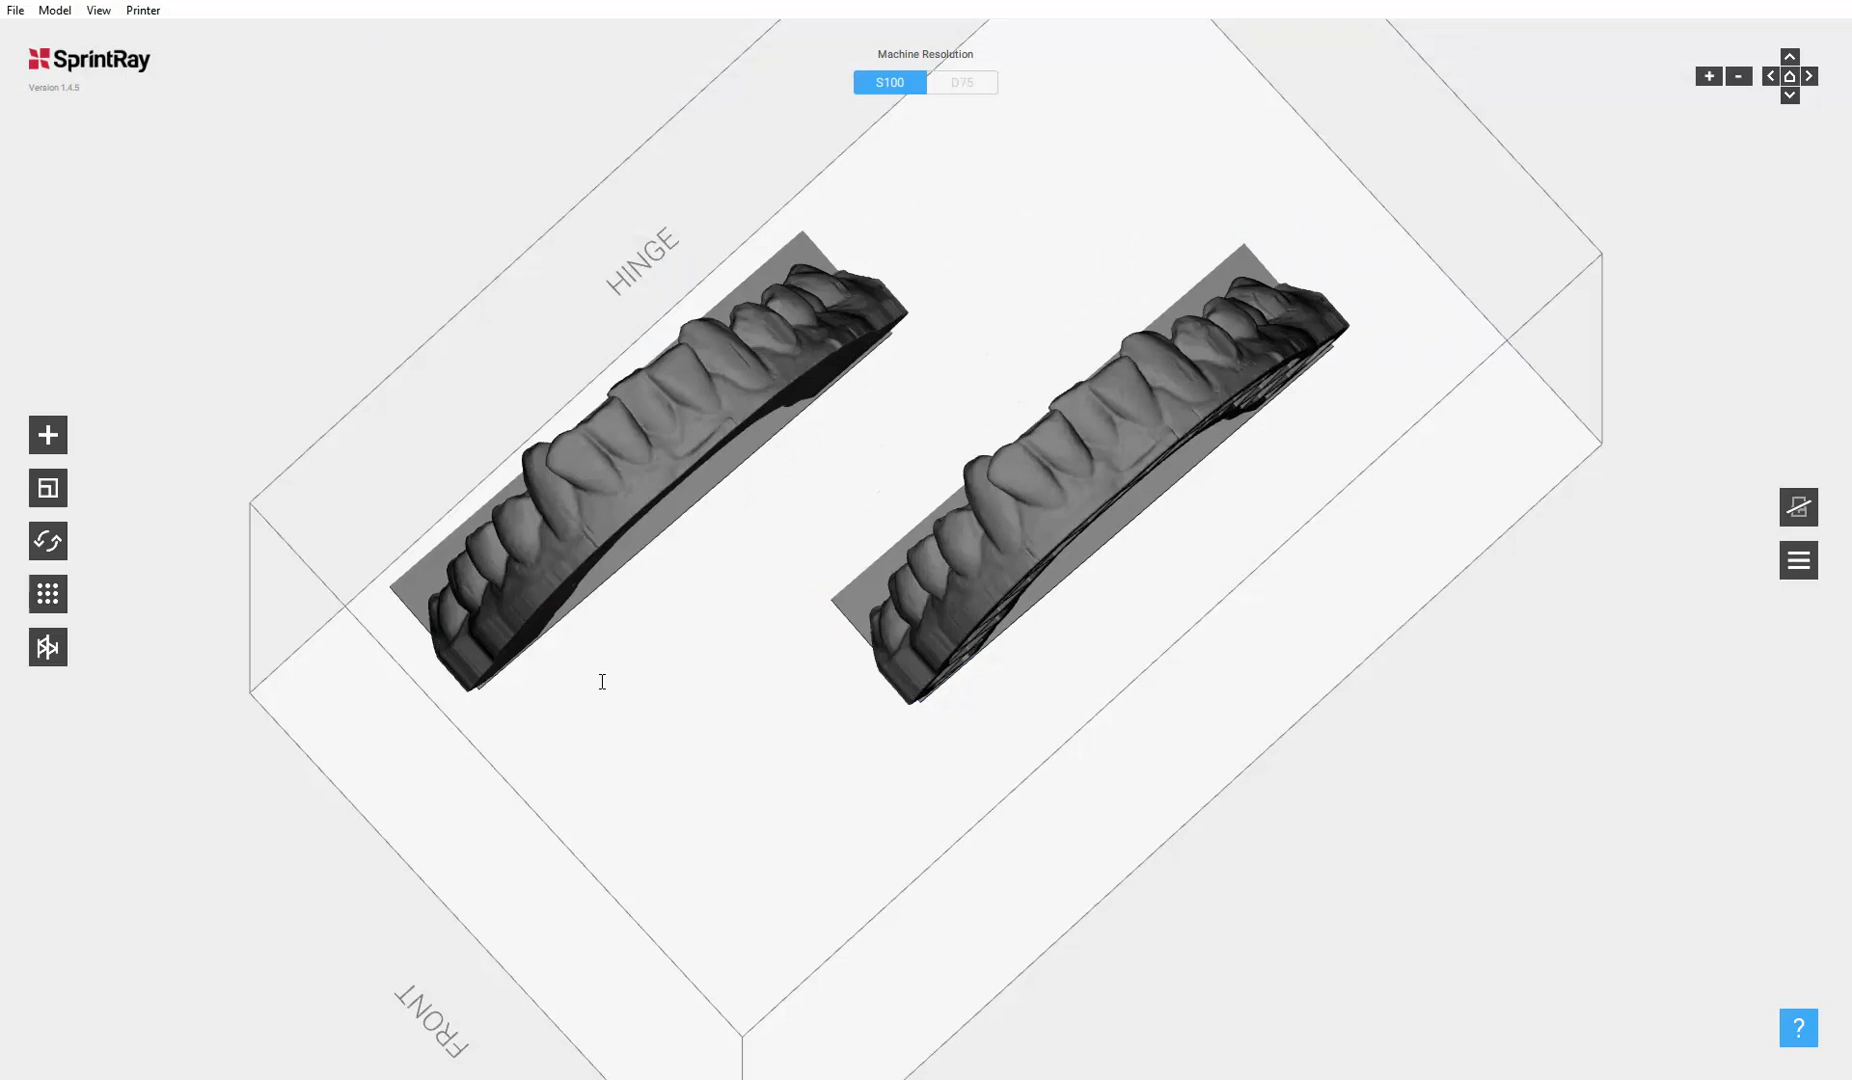 File Model View Printer
SprintRay
Version 1.4.5
Machine Resolution
S100 D75
HINGE
FRONT
?